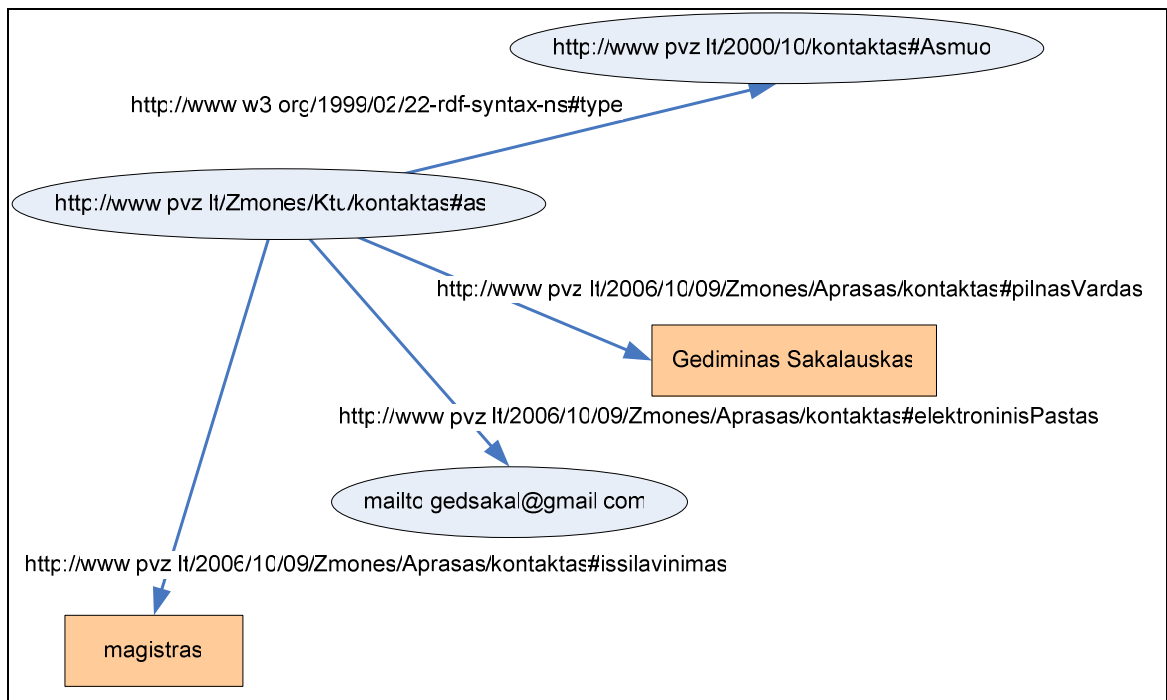 http://www pvz lt/2000/10/kontaktas#Asmuo
http://www w3 org/1999/02/22-rdf-syntax-ns#type
http://www pvz lt/Zmones/Ktu/kontaktas#as
http://www pvz lt/2006/10/09/Zmones/Aprasas/kontaktas#pilnasVardas
Gediminas Sakalauskas
http://www pvz lt/2006/10/09/Zmones/Aprasas/kontaktas#elektroninisPastas
mailto gedsakal@gmail com
http://www pvz lt/2006/10/09/Zmones/Aprasas/kontaktas#issilavinimas
magistras